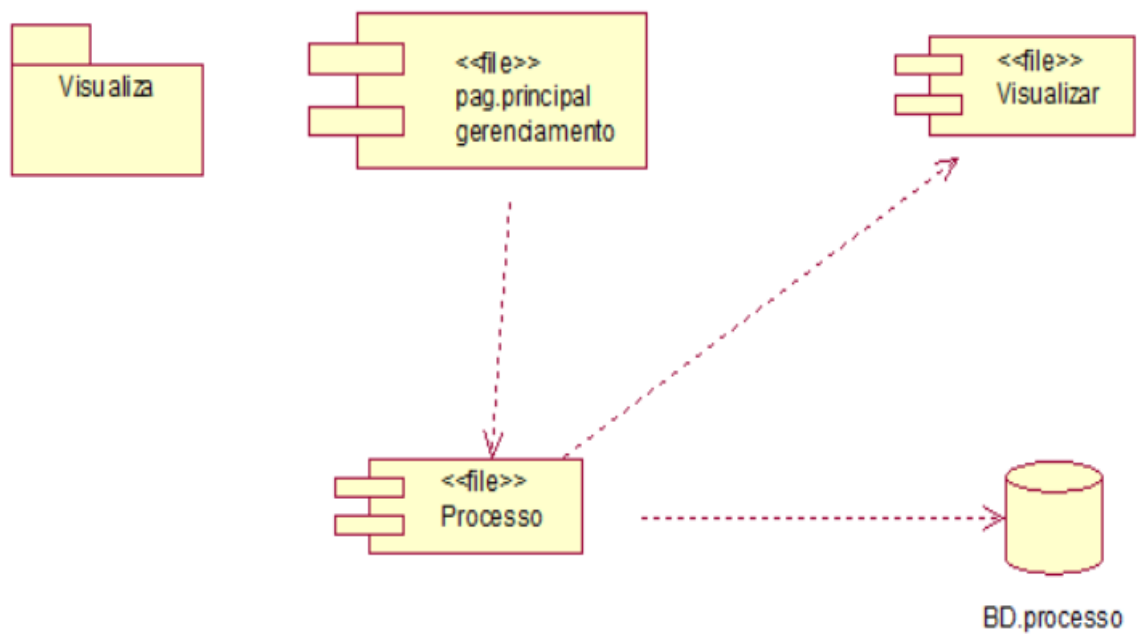 Visualiza
<<file>>
pag.principal
gerenciamento
<<file>>
Visualizar
<<file>>
Processo
BD.processo